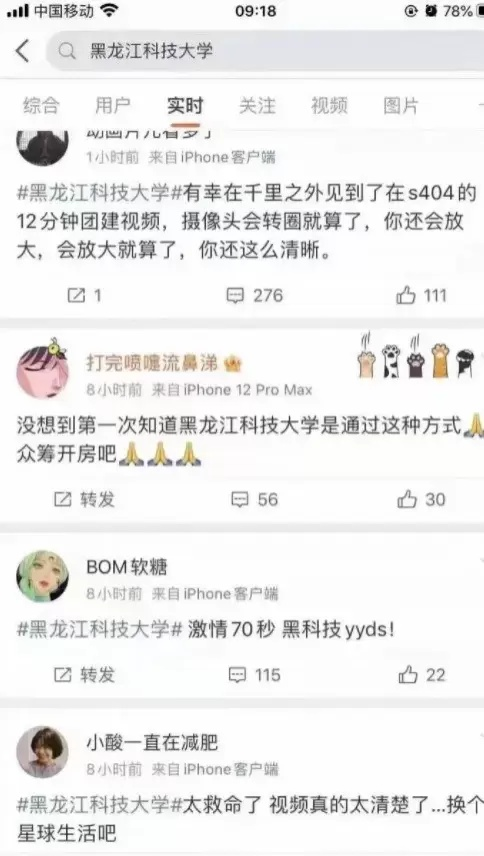 中国移动
09:18
78%
黑龙江科技大学
综合 用户 实时 关注 视频 图片
动画片儿看多了
1小时前 来自iPhone客户端
#黑龙江科技大学#有幸在千里之外见到了在s404的
12分钟团建视频，摄像头会转圈就算了，你还会放
大，会放大就算了，你还这么清晰。
1 276 111
打完喷嚏流鼻涕
8小时前 来自iPhone 12 Pro Max
没想到第一次知道黑龙江科技大学是通过这种方式🙏
众筹开房吧🙏🙏🙏
转发 56 30
BOM软糖
8小时前 来自iPhone客户端
#黑龙江科技大学# 激情70秒 黑科技yyds！
转发 115 22
小酸一直在减肥
8小时前 来自iPhone客户端
#黑龙江科技大学#太救命了 视频真的太清楚了...换个
星球生活吧